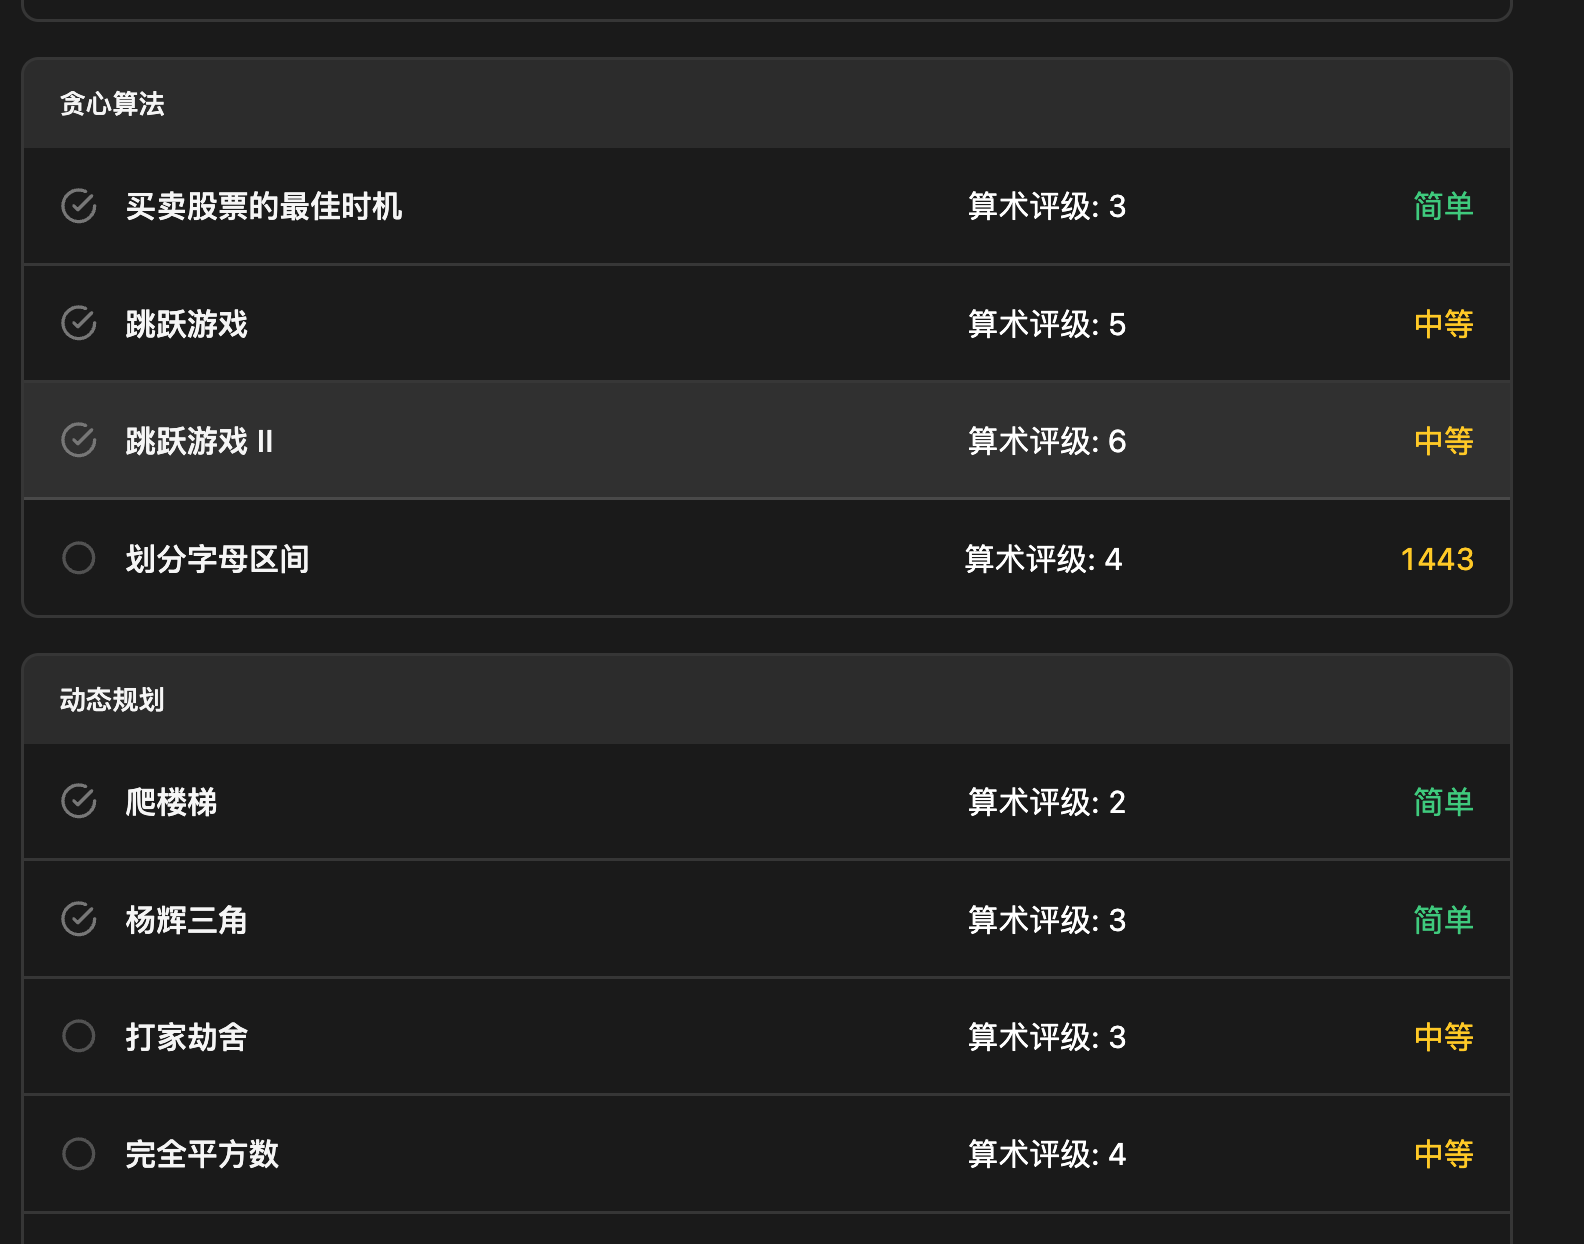 贪心算法
买卖股票的最佳时机 算术评级: 3 简单
跳跃游戏 算术评级: 5 中等
跳跃游戏 II 算术评级: 6 中等
划分字母区间 算术评级: 4 1443
动态规划
爬楼梯 算术评级: 2 简单
杨辉三角 算术评级: 3 简单
打家劫舍 算术评级: 3 中等
完全平方数 算术评级: 4 中等